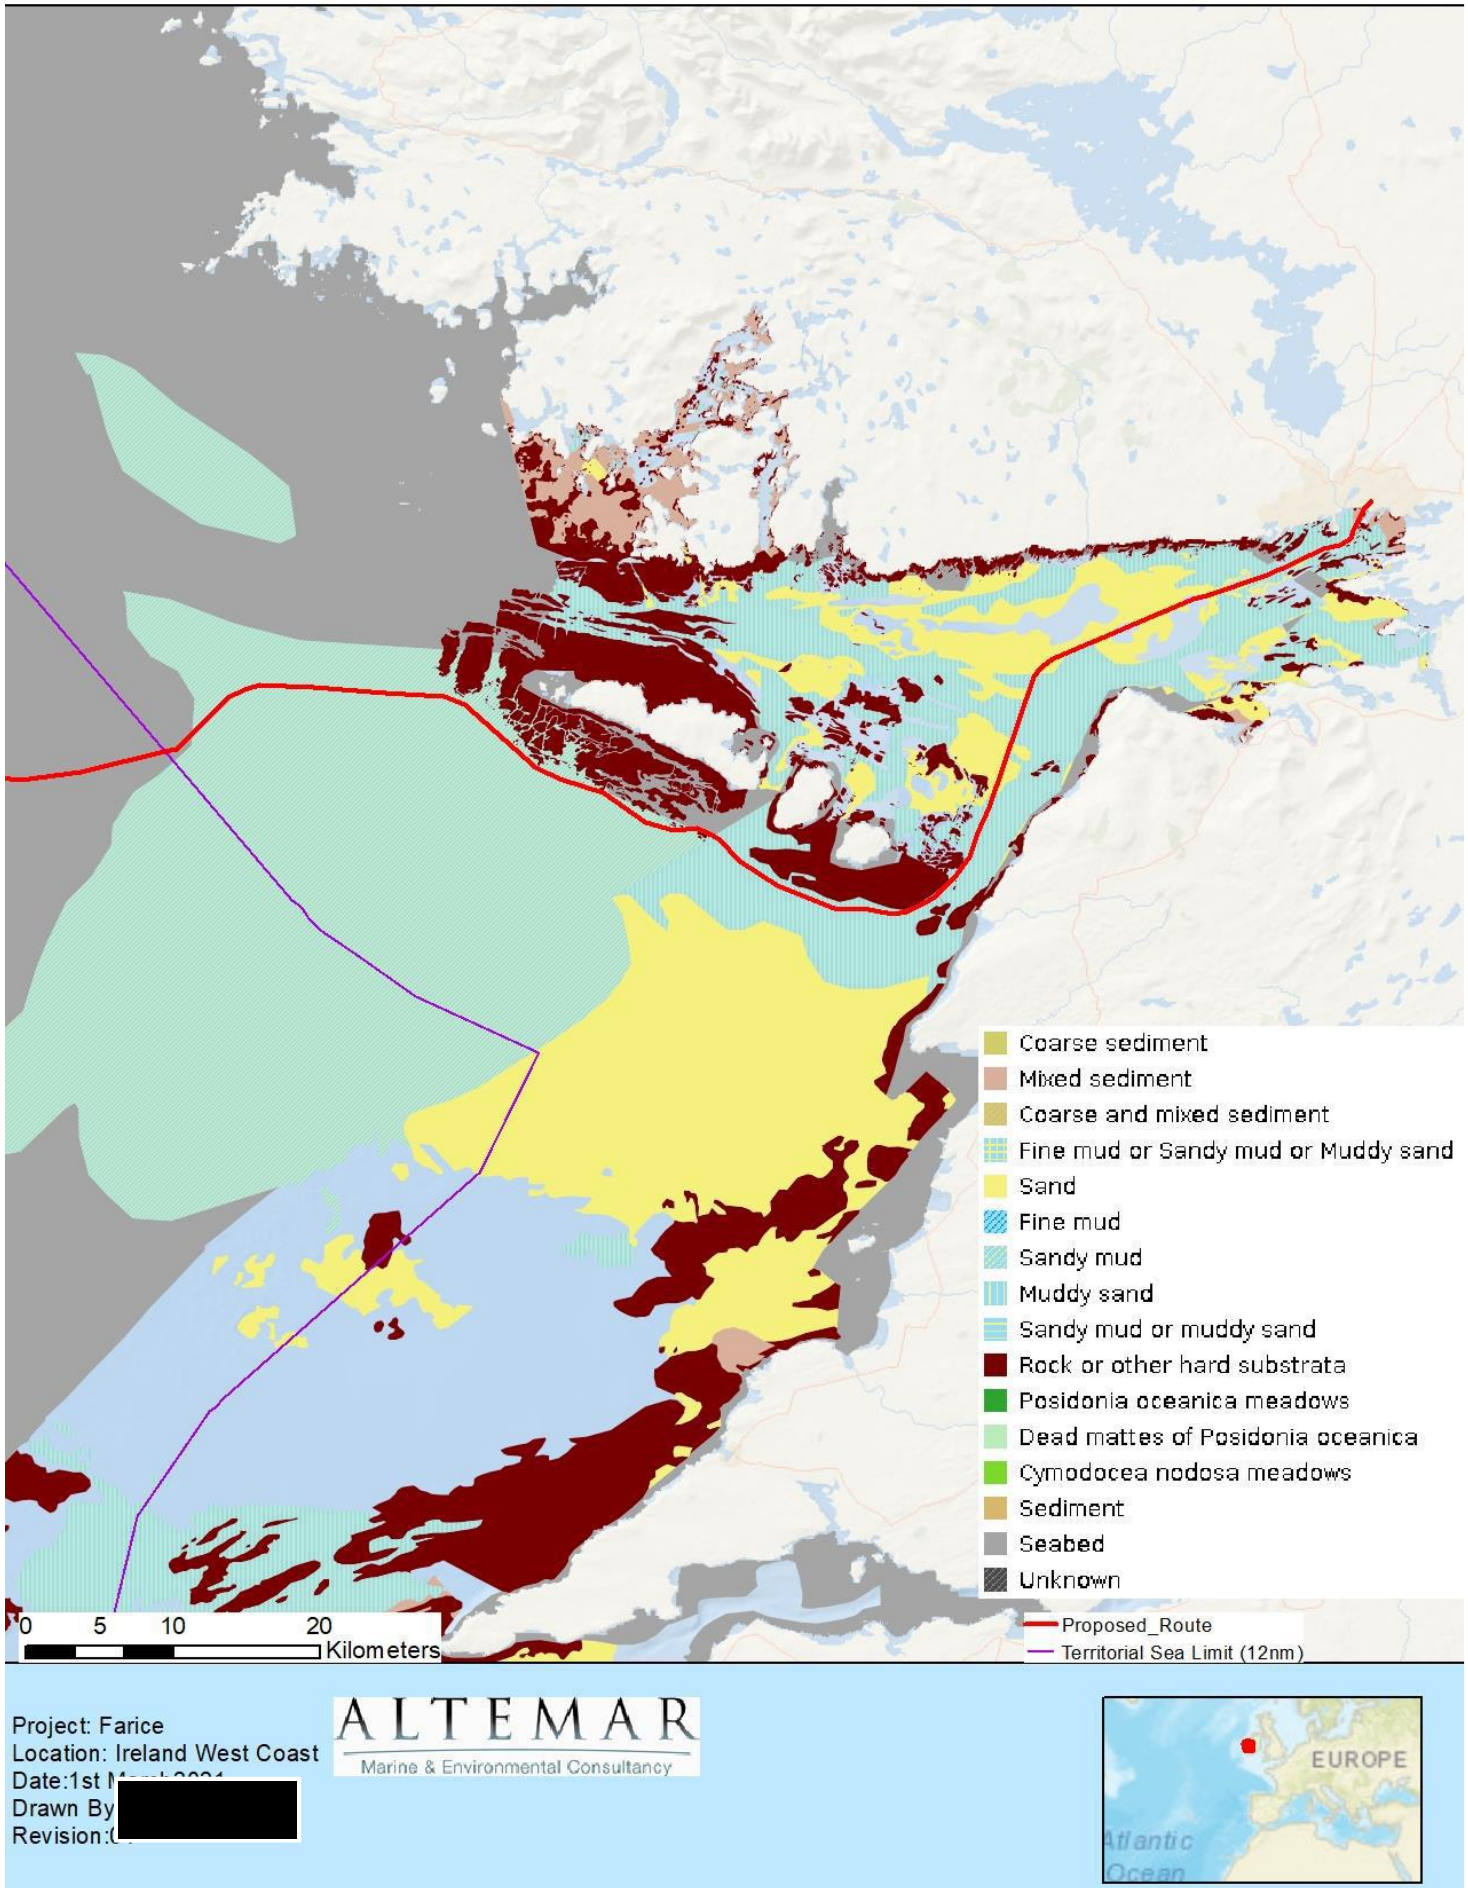 Coarse sediment
Mixed sediment
Coarse and mixed sediment
Fine mud or Sandy mud or Muddy sand
Sand
Fine mud
Sandy mud
Muddy sand
Sandy mud or muddy sand
Rock or other hard substrata
Posidonia oceanica meadows
Dead mattes of Posidonia oceanica
Cymodocea nodosa meadows
Sediment
Seabed
Unknown
0 5 10 20
Kilometers
Proposed_Route
Territorial Sea Limit (12nm)
Project: Farice
Location: Ireland West Coast
Date:1st
Drawn By
Revision:
ALTEMAR
Marine & Environmental Consultancy
EUROPE
Atlantic
Ocean